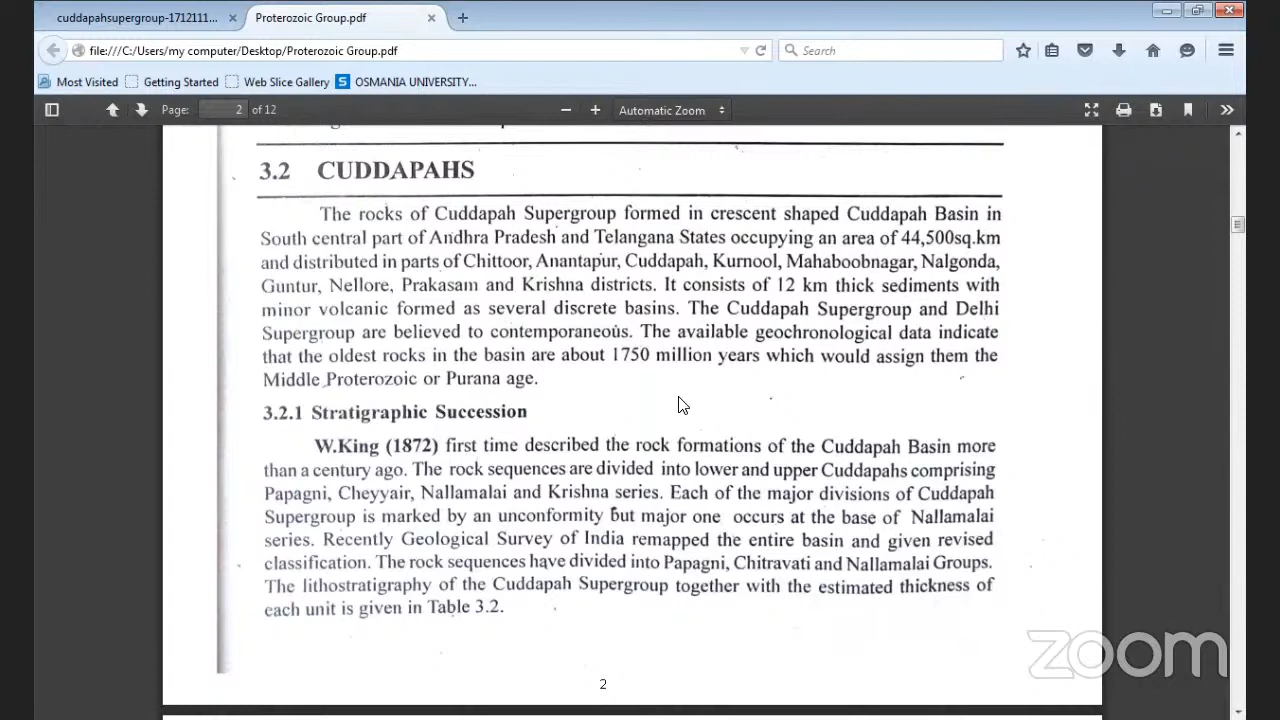 cuddapahsupergroup-1712111...
Proterozoic Group.pdf
file:///C:/Users/my computer/Desktop/Proterozoic Group.pdf
Search
Most Visited
Getting Started
Web Slice Gallery
S OSMANIA UNIVERSITY...
Page: 2 of 12
Automatic Zoom
3.2 CUDDAPAHS
The rocks of Cuddapah Supergroup formed in crescent shaped Cuddapah Basin in
South central part of Andhra Pradesh and Telangana States occupying an area of 44,500sq.km
and distributed in parts of Chittoor, Anantapur, Cuddapah, Kurnool, Mahaboobnagar, Nalgonda,
Guntur, Nellore, Prakasam and Krishna districts. It consists of 12 km thick sediments with
minor volcanic formed as several discrete basins. The Cuddapah Supergroup and Delhi
Supergroup are believed to contemporaneous. The available geochronological data indicate
that the oldest rocks in the basin are about 1750 million years which would assign them the
Middle Proterozoic or Purana age.
3.2.1 Stratigraphic Succession
W.King (1872) first time described the rock formations of the Cuddapah Basin more
than a century ago. The rock sequences are divided into lower and upper Cuddapahs comprising
Papagni, Cheyyair, Nallamalai and Krishna series. Each of the major divisions of Cuddapah
Supergroup is marked by an unconformity but major one occurs at the base of Nallamalai
series. Recently Geological Survey of India remapped the entire basin and given revised
classification. The rock sequences have divided into Papagni, Chitravati and Nallamalai Groups.
The lithostratigraphy of the Cuddapah Supergroup together with the estimated thickness of
each unit is given in Table 3.2.
zoom
2